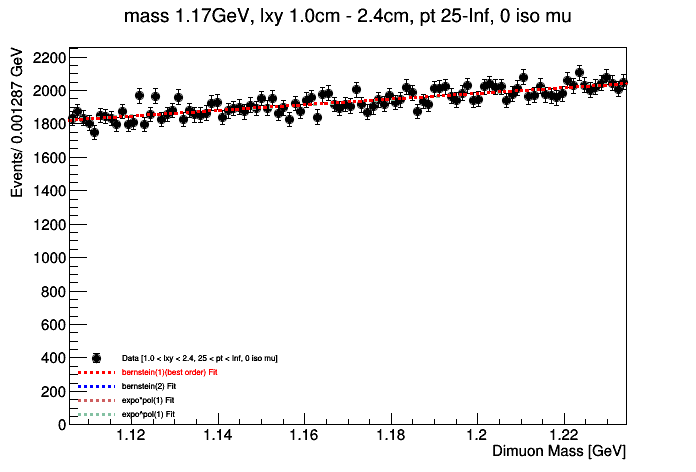 mass 1.17GeV, lxy 1.0cm - 2.4cm, pt 25-Inf, 0 iso mu
Events/ 0.001287 GeV
2200
2000
1800
1600
1400
1200
1000
800
600
400
200
0
Data [1.0 < lxy < 2.4, 25 < pt < Inf, 0 iso mu]
bernstein(1)(best order) Fit
bernstein(2) Fit
expo*pol(1) Fit
expo^pol(1) Fit
1.12 1.14 1.16 1.18 1.2 1.22
Dimuon Mass [GeV]